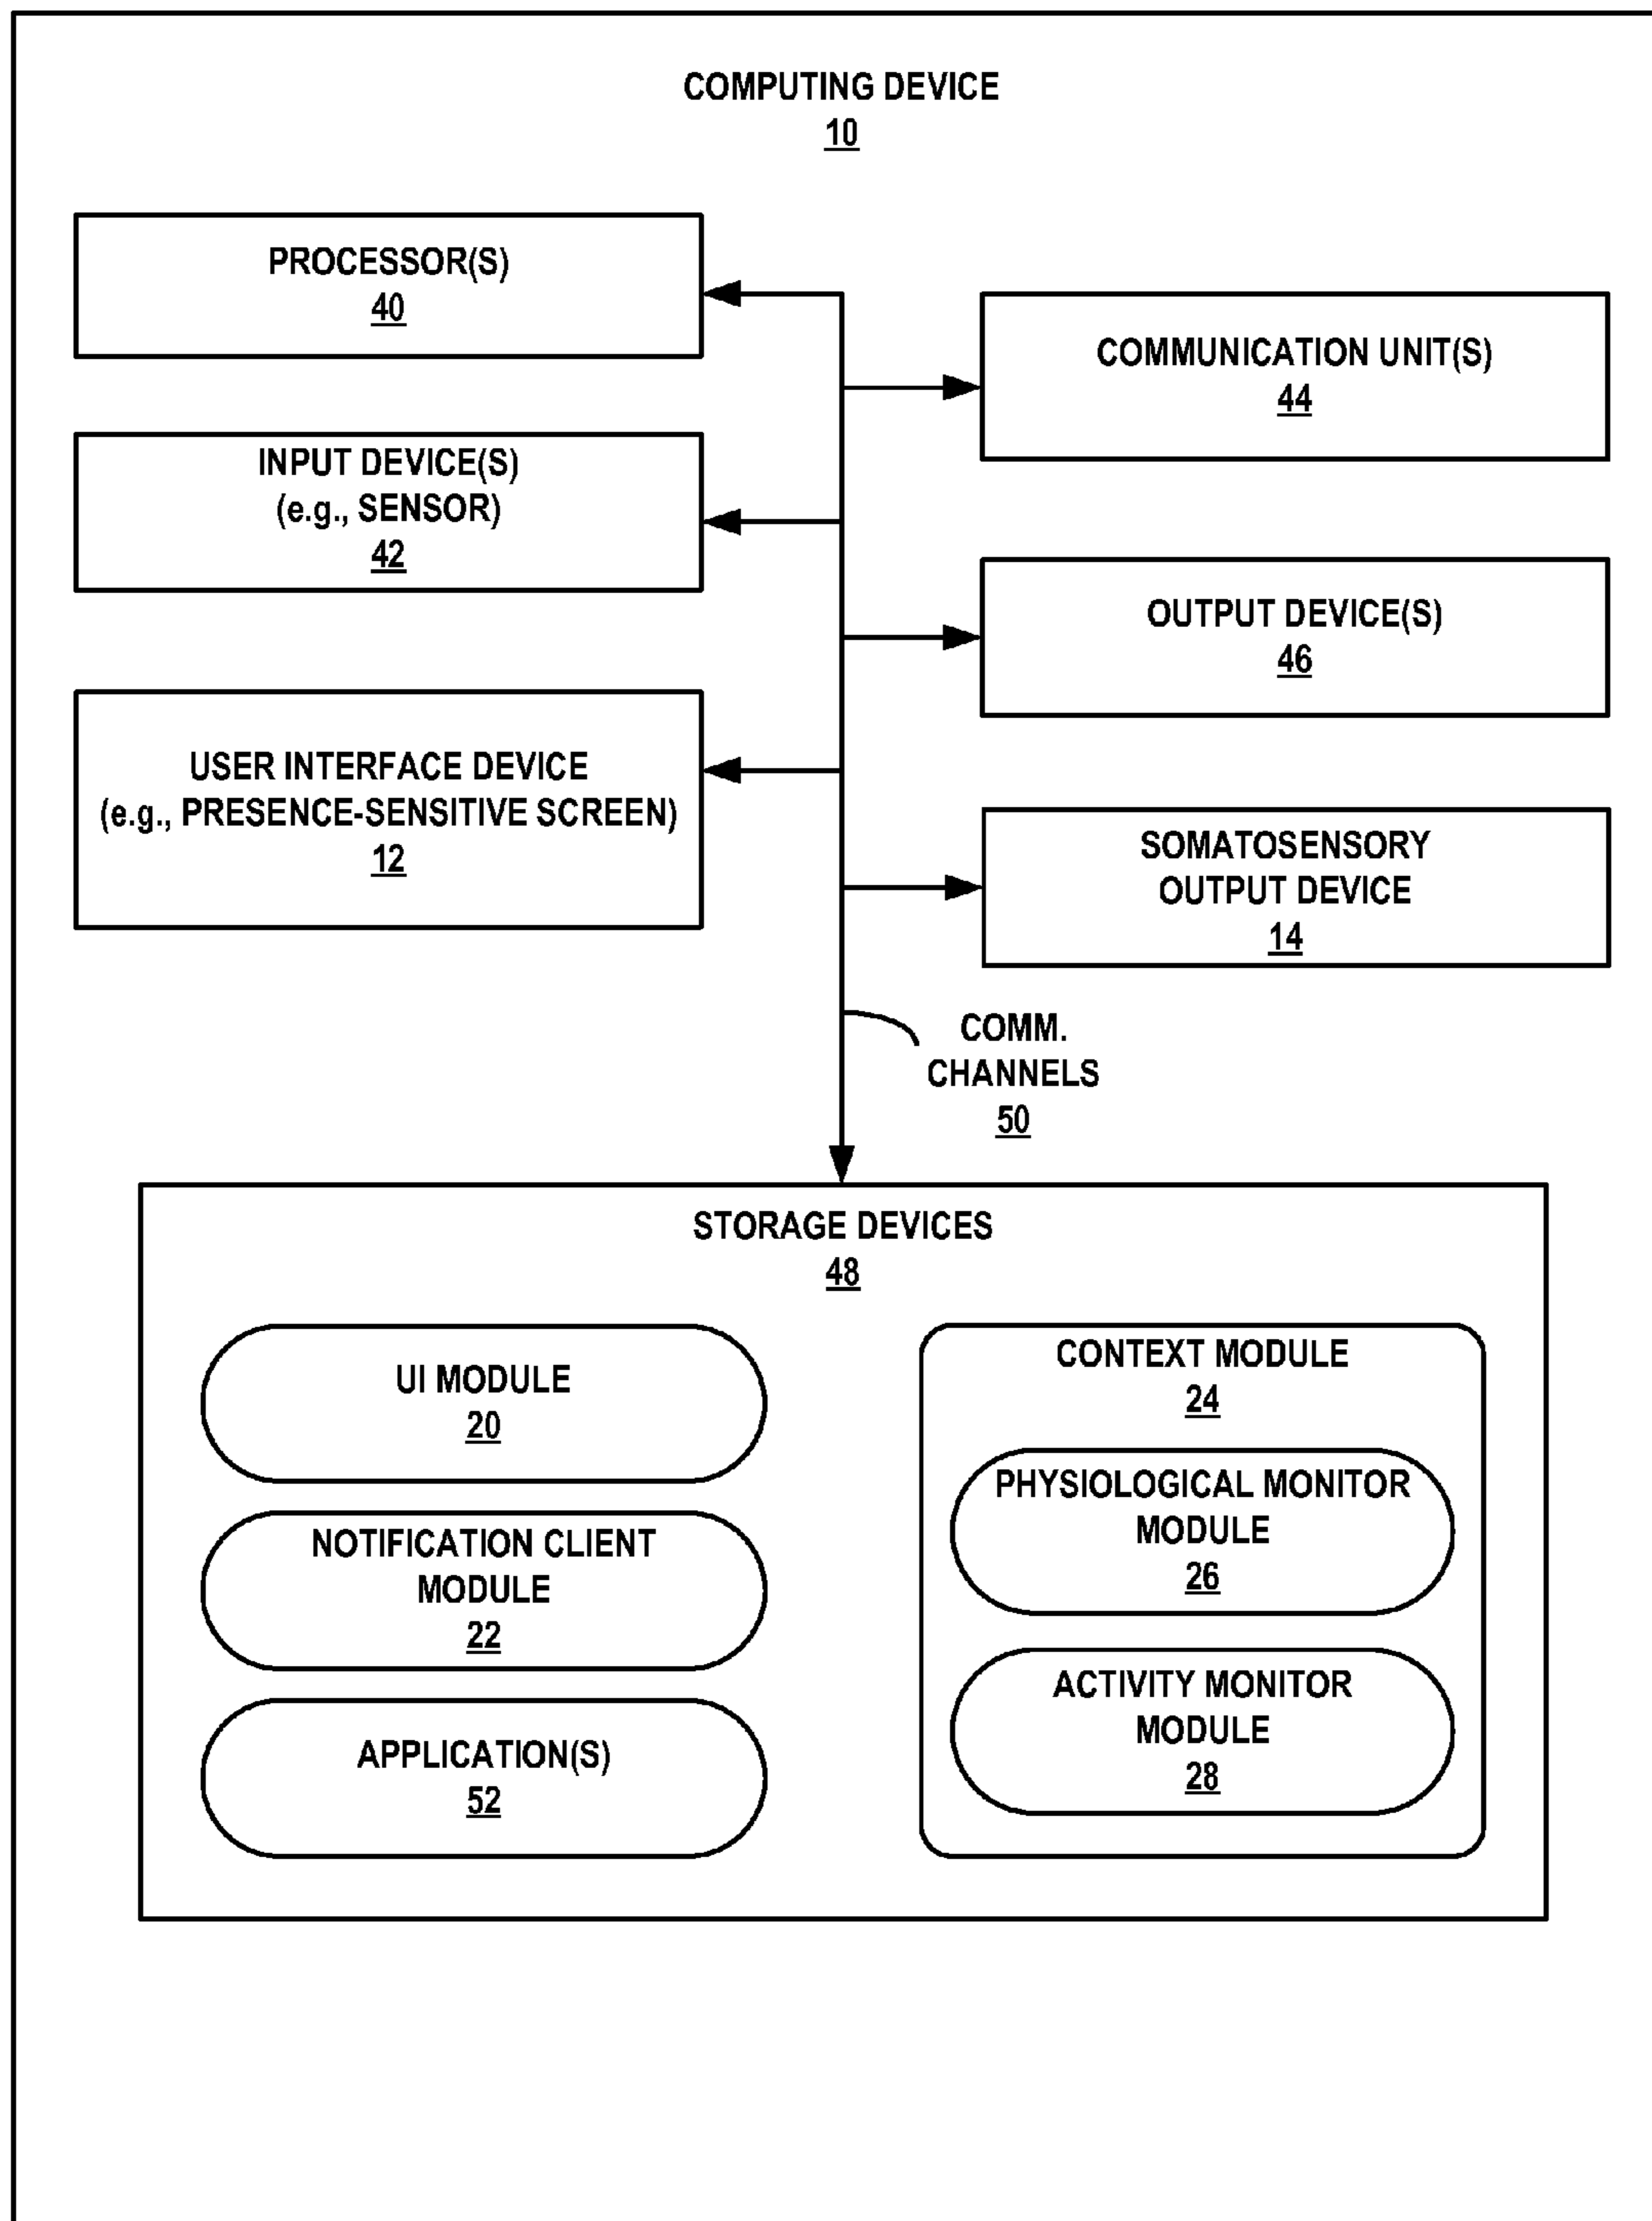 COMPUTING DEVICE
10
PROCESSOR(S)
40
COMMUNICATION UNIT(S)
44
INPUT DEVICE(S)
(e.g., SENSOR)
42
OUTPUT DEVICE(S)
46
USER INTERFACE DEVICE
(e.g., PRESENCE-SENSITIVE SCREEN)
12
SOMATOSENSORY
OUTPUT DEVICE
14
COMM.
CHANNELS
50
STORAGE DEVICES
48
UI MODULE
20
NOTIFICATION CLIENT
MODULE
22
APPLICATION(S)
52
CONTEXT MODULE
24
PHYSIOLOGICAL MONITOR
MODULE
26
ACTIVITY MONITOR
MODULE
28